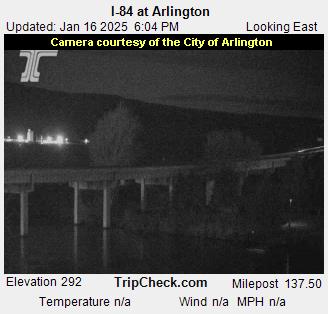 I-84 at Arlington
Updated: Jan 16 2025 6:04 PM Looking East
Camera courtesy of the City of Arlington
Elevation 292 TripCheck.com Milepost 137.50
Temperature n/a Wind n/a MPH n/a